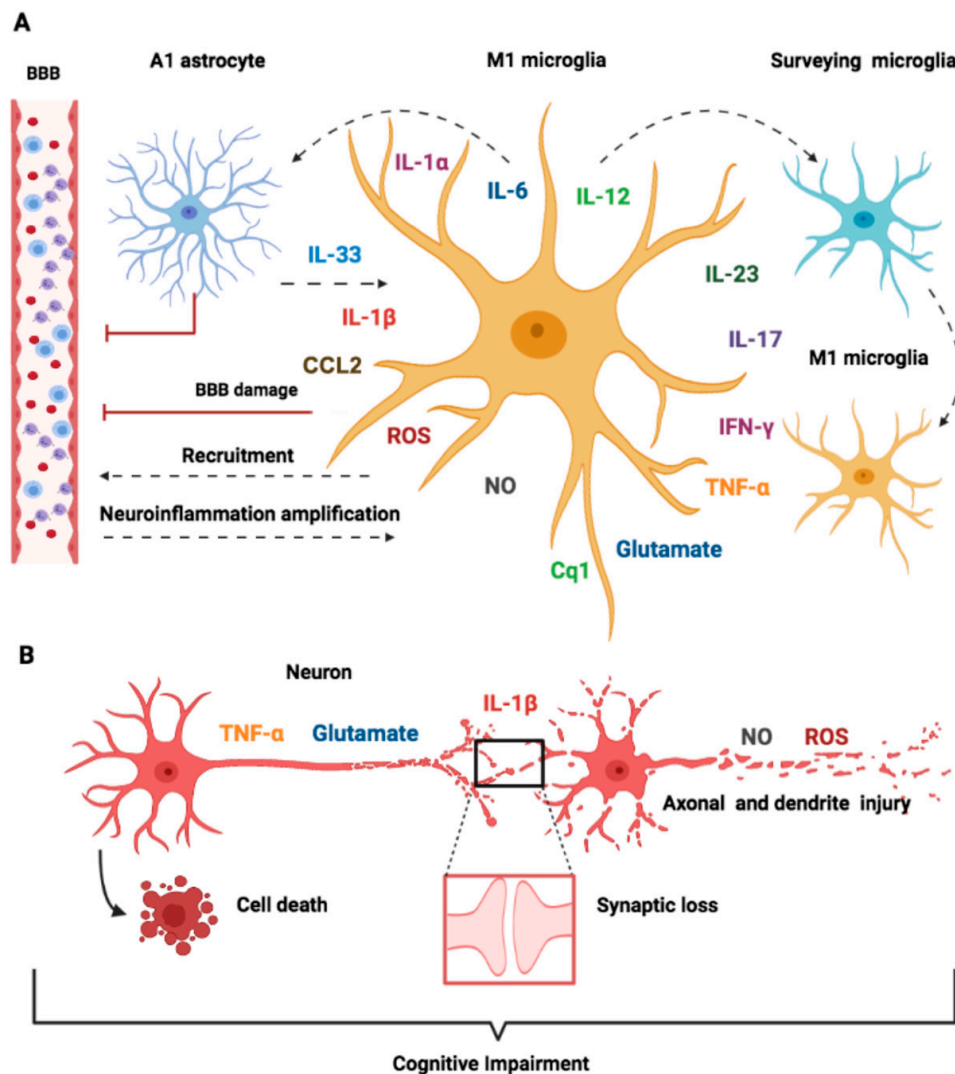 A
BBB
A1 astrocyte
M1 microglia
Surveying microglia
IL-1α
IL-6
IL-12
IL-33
IL-23
IL-1β
IL-17
CCL2
M1 microglia
BBB damage
ROS
IFN-γ
Recruitment
NO
TNF-α
Neuroinflammation amplification
Glutamate
Cq1
B
Neuron
IL-1β
TNF-α
Glutamate
NO
ROS
Axonal and dendrite injury
Cell death
Synaptic loss
Cognitive Impairment